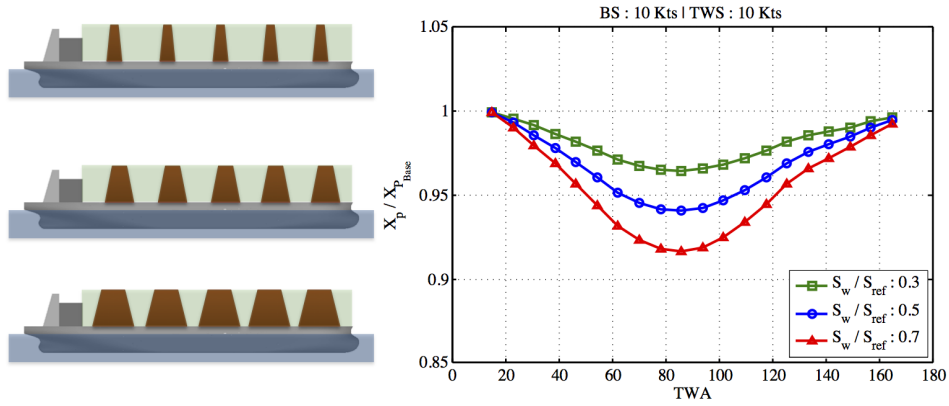 BS : 10 Kts | TWS : 10 Kts
1.05
1
0.95
0.9
0.85
X_p / X_P_Base
S_w / S_ref : 0.3
S_w / S_ref : 0.5
S_w / S_ref : 0.7
0 20 40 60 80 100 120 140 160 180
TWA